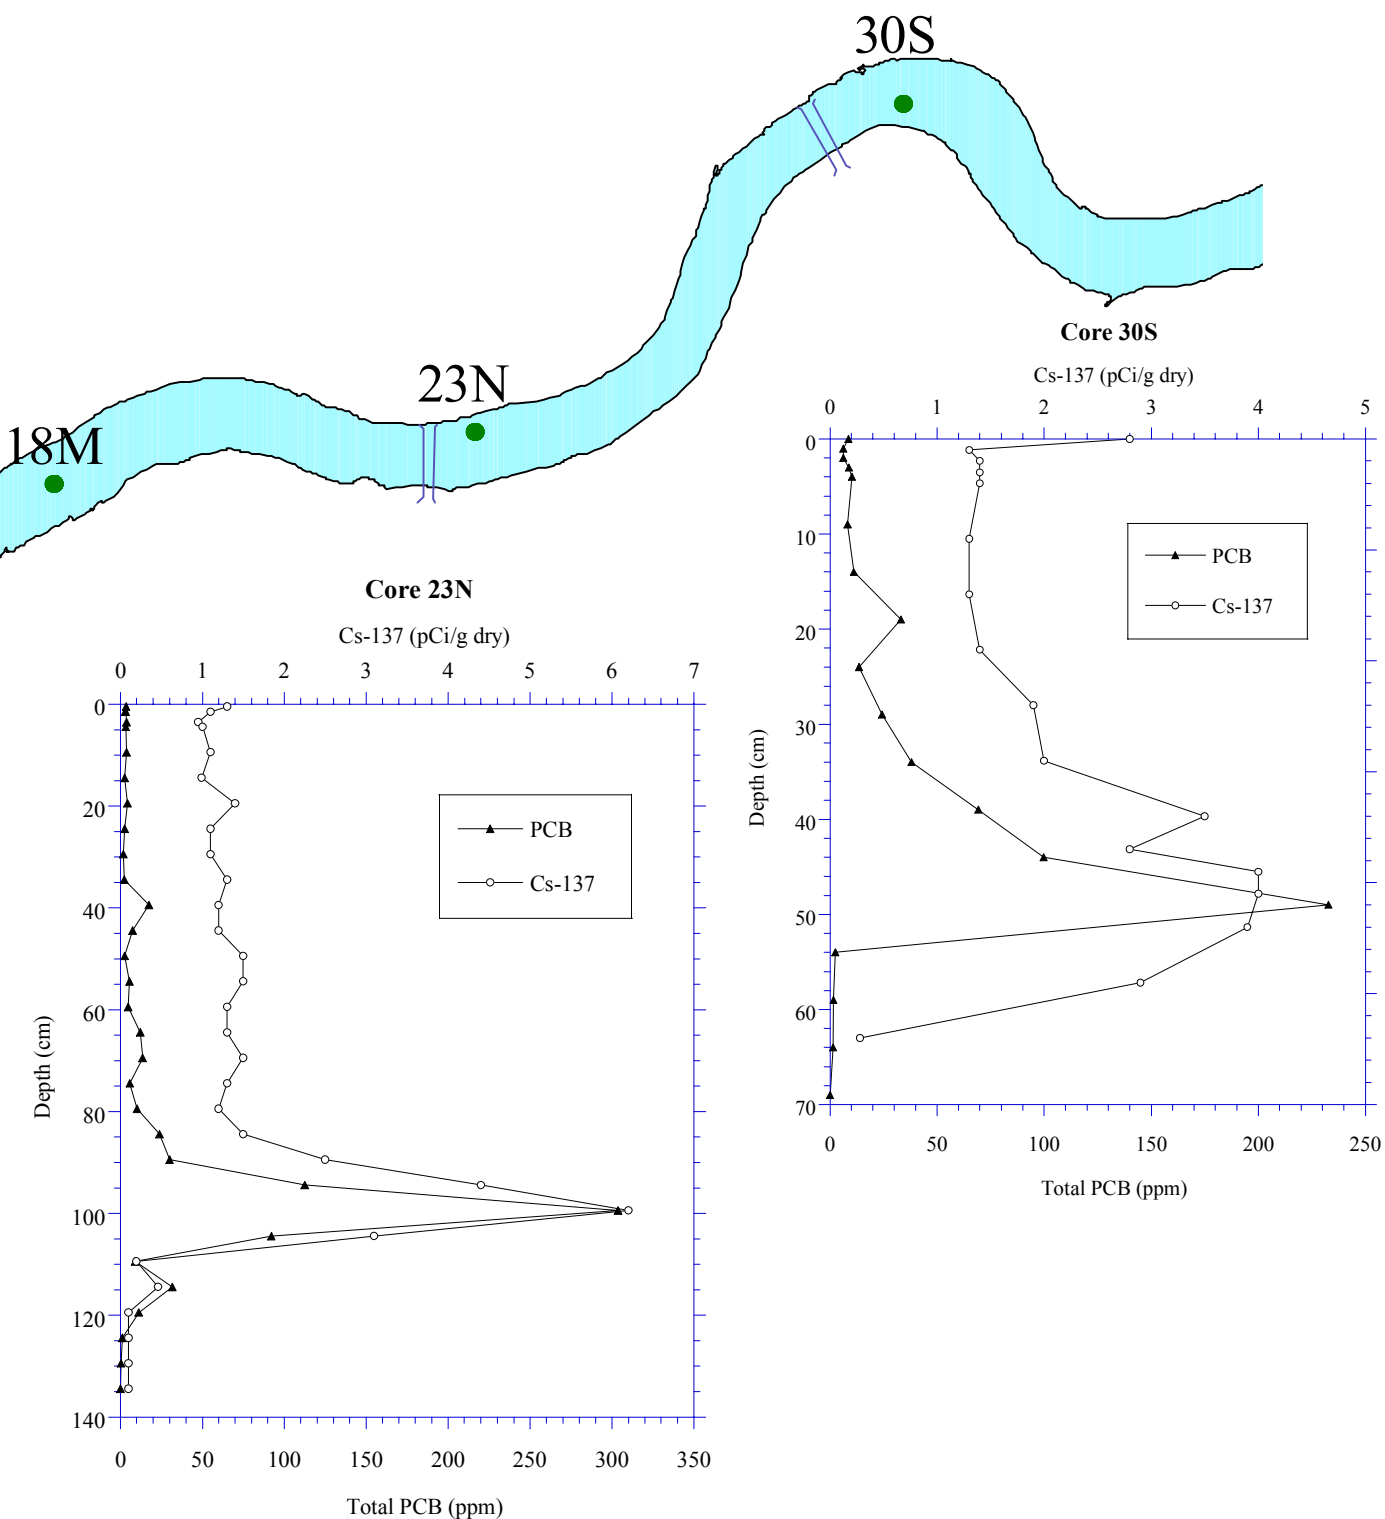 30S
23N
18M
Core 30S
Cs-137 (pCi/g dry)
0 1 2 3 4 5
0
10
20
30
40
50
60
70
Depth (cm)
PCB
Cs-137
0 50 100 150 200 250
Total PCB (ppm)
Core 23N
Cs-137 (pCi/g dry)
0 1 2 3 4 5 6 7
0
20
40
60
80
100
120
140
Depth (cm)
PCB
Cs-137
0 50 100 150 200 250 300 350
Total PCB (ppm)